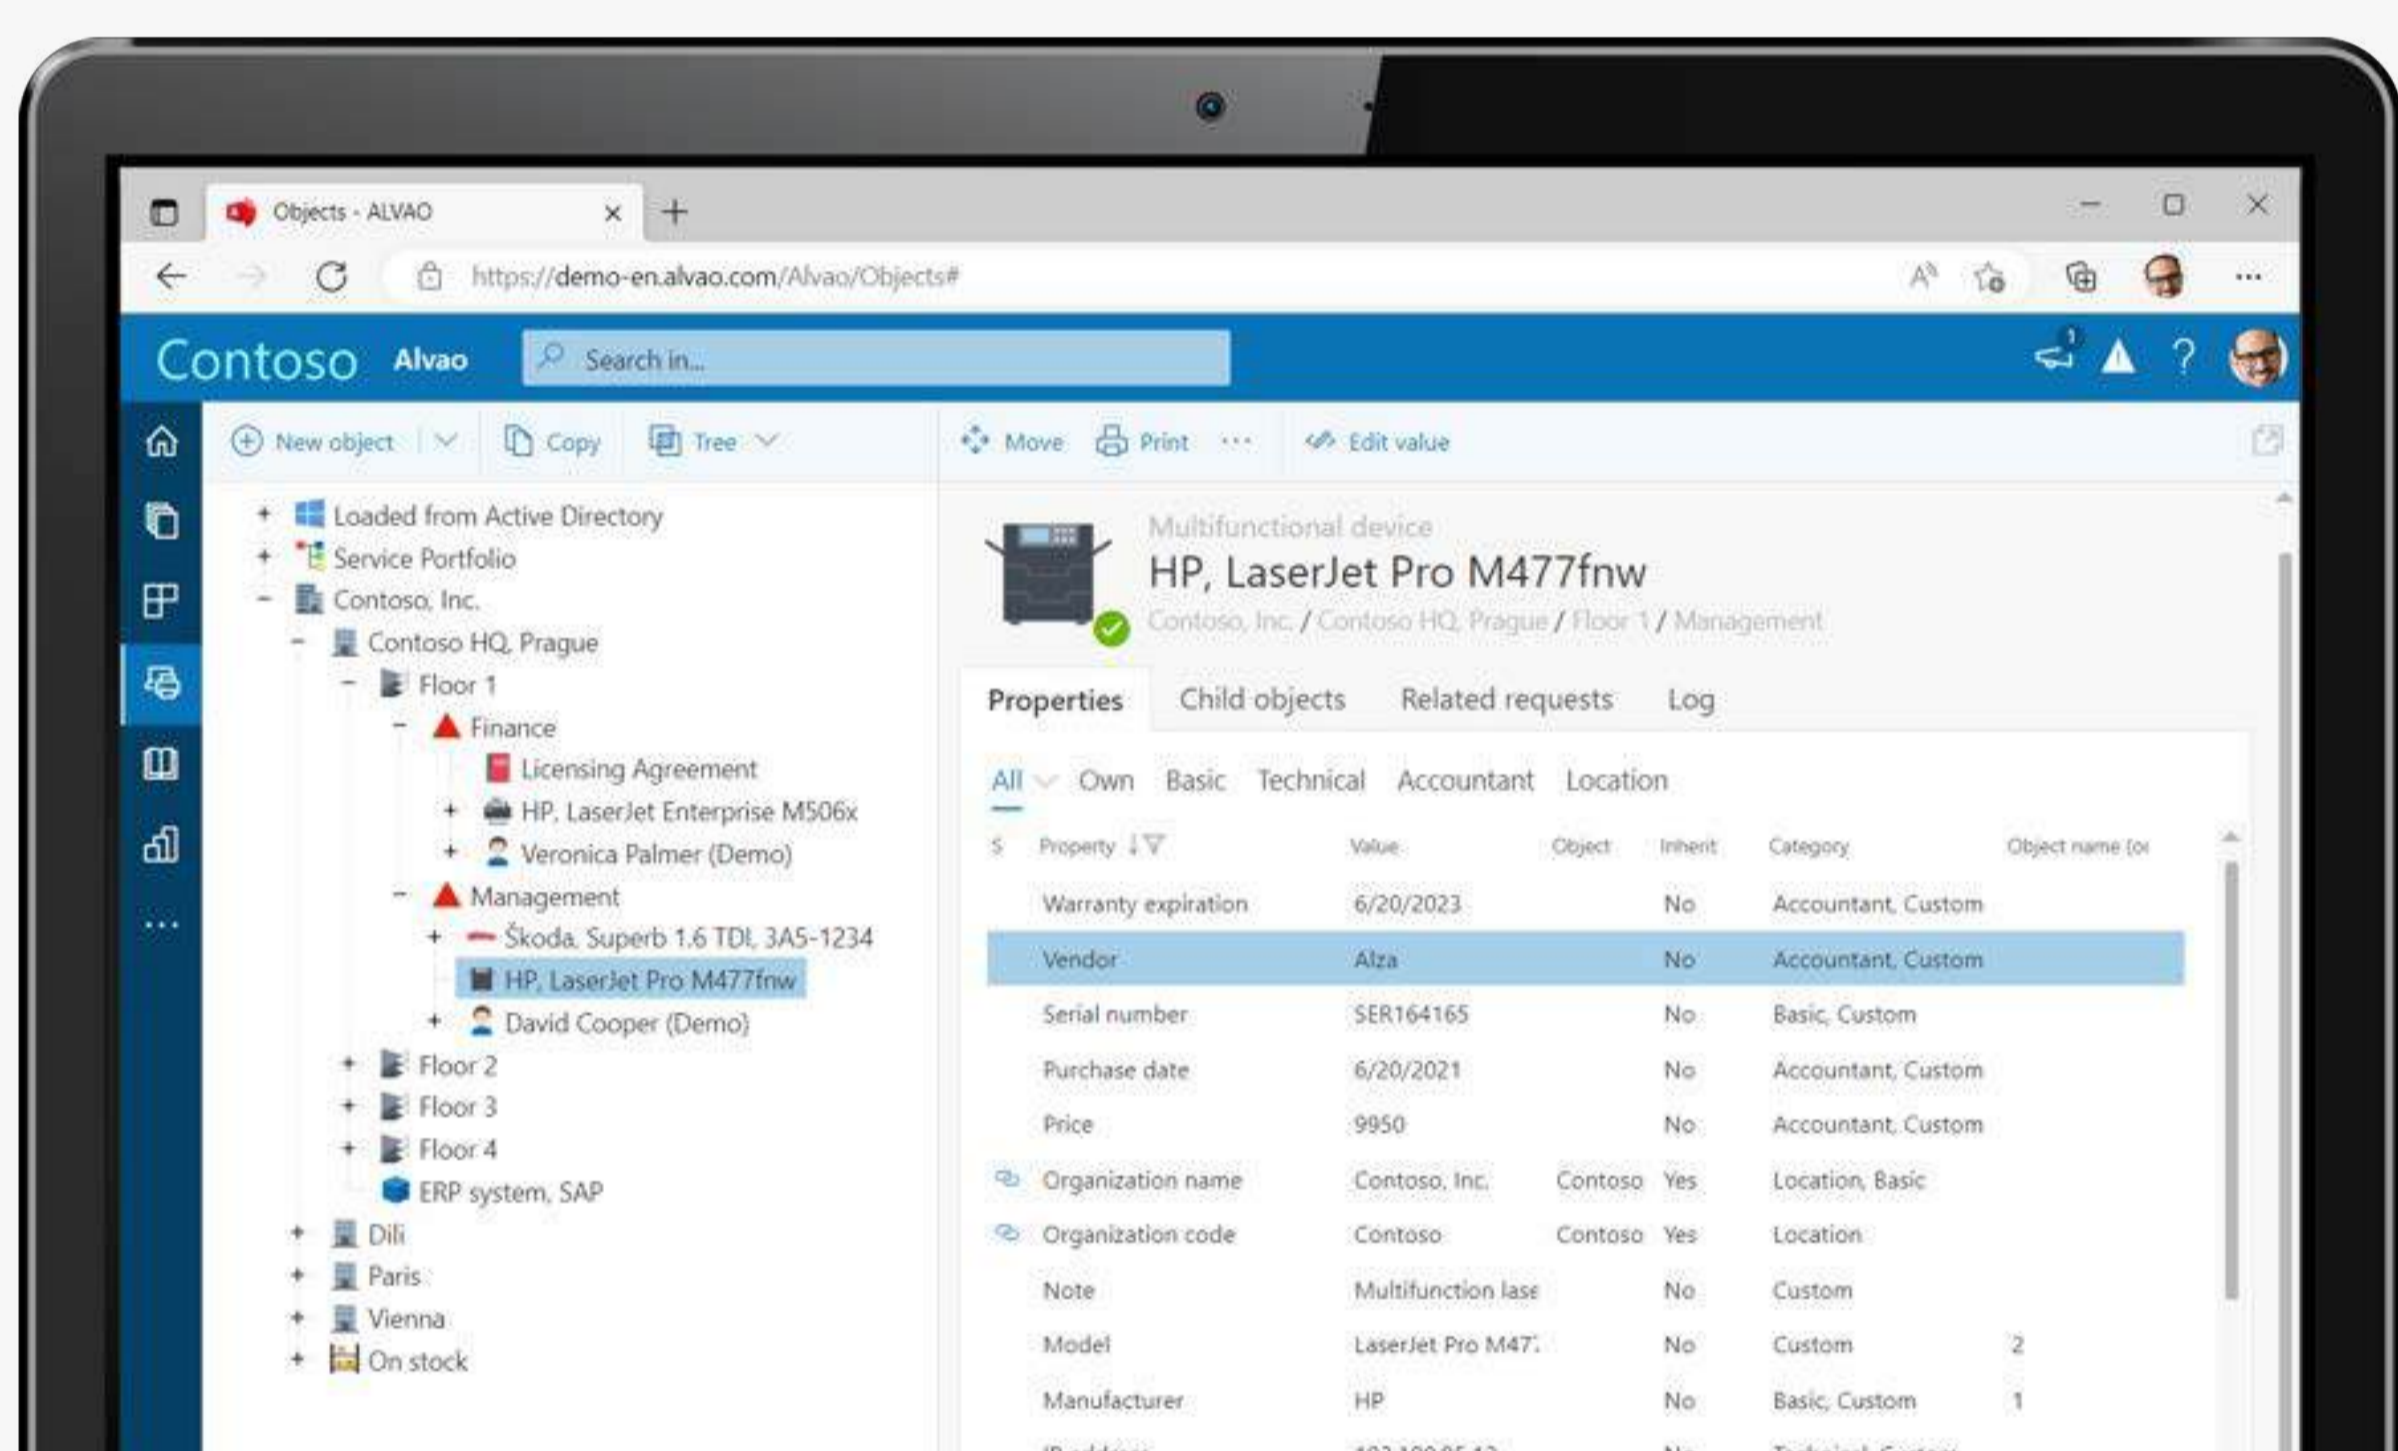 Objects - ALVAO
https://demo-en.alvao.com/Alvao/Objects#
Contoso Alvao Search in... 1 ?
New object Copy Tree Move Print ... Edit value
Loaded from Active Directory
Service Portfolio
Contoso, Inc.
Contoso HQ, Prague
Floor 1
Finance
Licensing Agreement
HP, LaserJet Enterprise M506x
Veronica Palmer (Demo)
Management
Škoda, Superb 1.6 TDI, 3A5-1234
HP, LaserJet Pro M477fnw
David Cooper (Demo)
Floor 2
Floor 3
Floor 4
ERP system, SAP
Dili
Paris
Vienna
On stock
Multifunctional device
HP, LaserJet Pro M477fnw
Contoso, Inc. / Contoso HQ, Prague / Floor 1 / Management
Properties Child objects Related requests Log
All Own Basic Technical Accountant Location
S Property Value Object Inherit Category Object name (or
Warranty expiration 6/20/2023 No Accountant, Custom
Vendor Alza No Accountant, Custom
Serial number SER164165 No Basic, Custom
Purchase date 6/20/2021 No Accountant, Custom
Price 9950 No Accountant, Custom
Organization name Contoso, Inc. Contoso Yes Location, Basic
Organization code Contoso Contoso Yes Location
Note Multifunction lase No Custom
Model LaserJet Pro M47 No Custom 2
Manufacturer HP No Basic, Custom 1